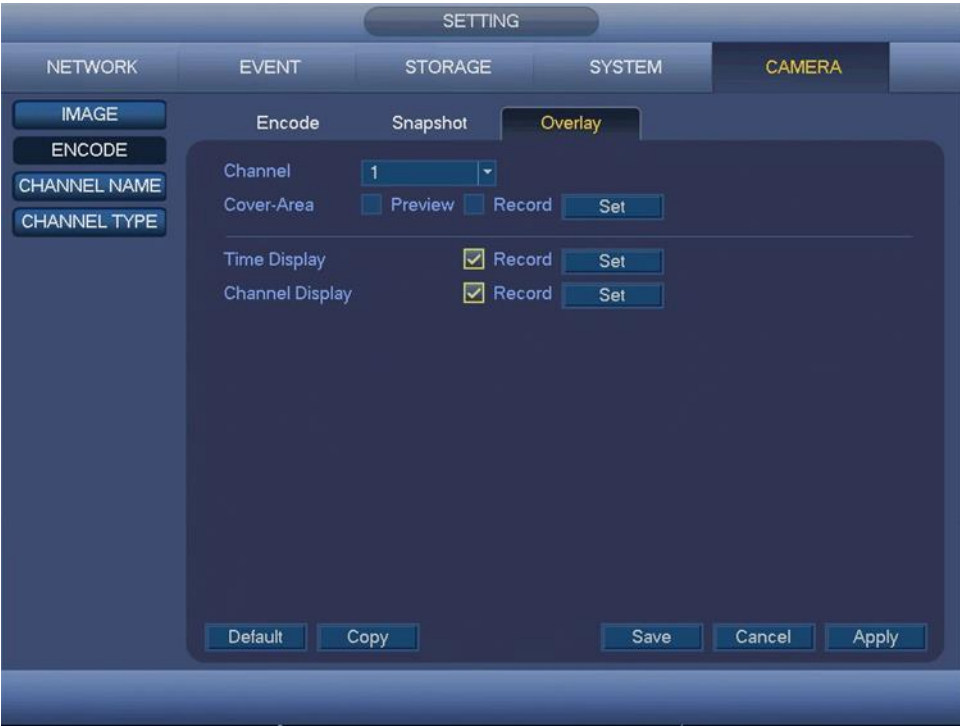 SETTING
NETWORK EVENT STORAGE SYSTEM CAMERA
IMAGE
ENCODE
CHANNEL NAME
CHANNEL TYPE
Encode Snapshot Overlay
Channel 1
Cover-Area Preview Record Set
Time Display Record Set
Channel Display Record Set
Default Copy Save Cancel Apply